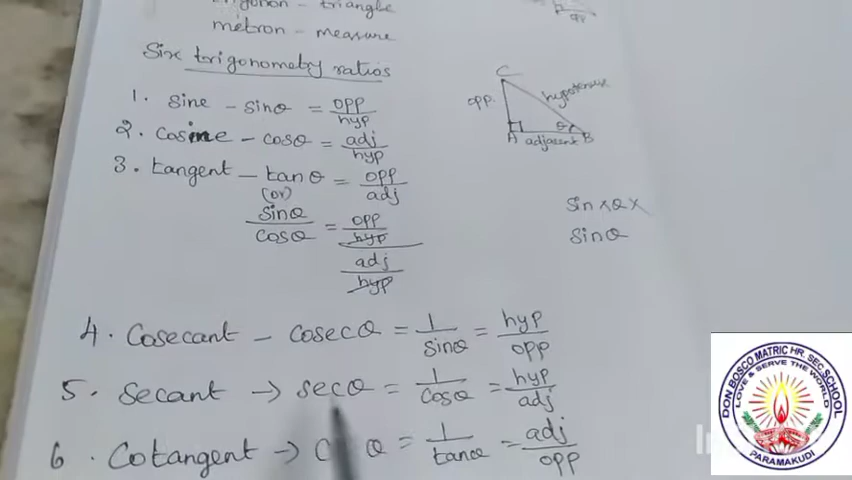 trigonon - triangle
metron - measure
Six trigonometry ratios
1. Sine - sinθ = opp/hyp
2. Cosine - cosθ = adj/hyp
3. tangent - tanθ = opp/adj
(or)
sinθ/cosθ = opp/hyp
adj/hyp
C
opp.
hypotenuse
θ
A adjacent B
sin x θ x
sinθ
4. Cosecant - cosecθ = 1/sinθ = hyp/opp
5. Secant → secθ = 1/cosθ = hyp/adj
6. Cotangent → c θ = 1/tanθ = adj/opp
DON BOSCO MATRIC HR. SEC SCHOOL
LOVE & SERVE THE WORLD
PARAMAKUDI